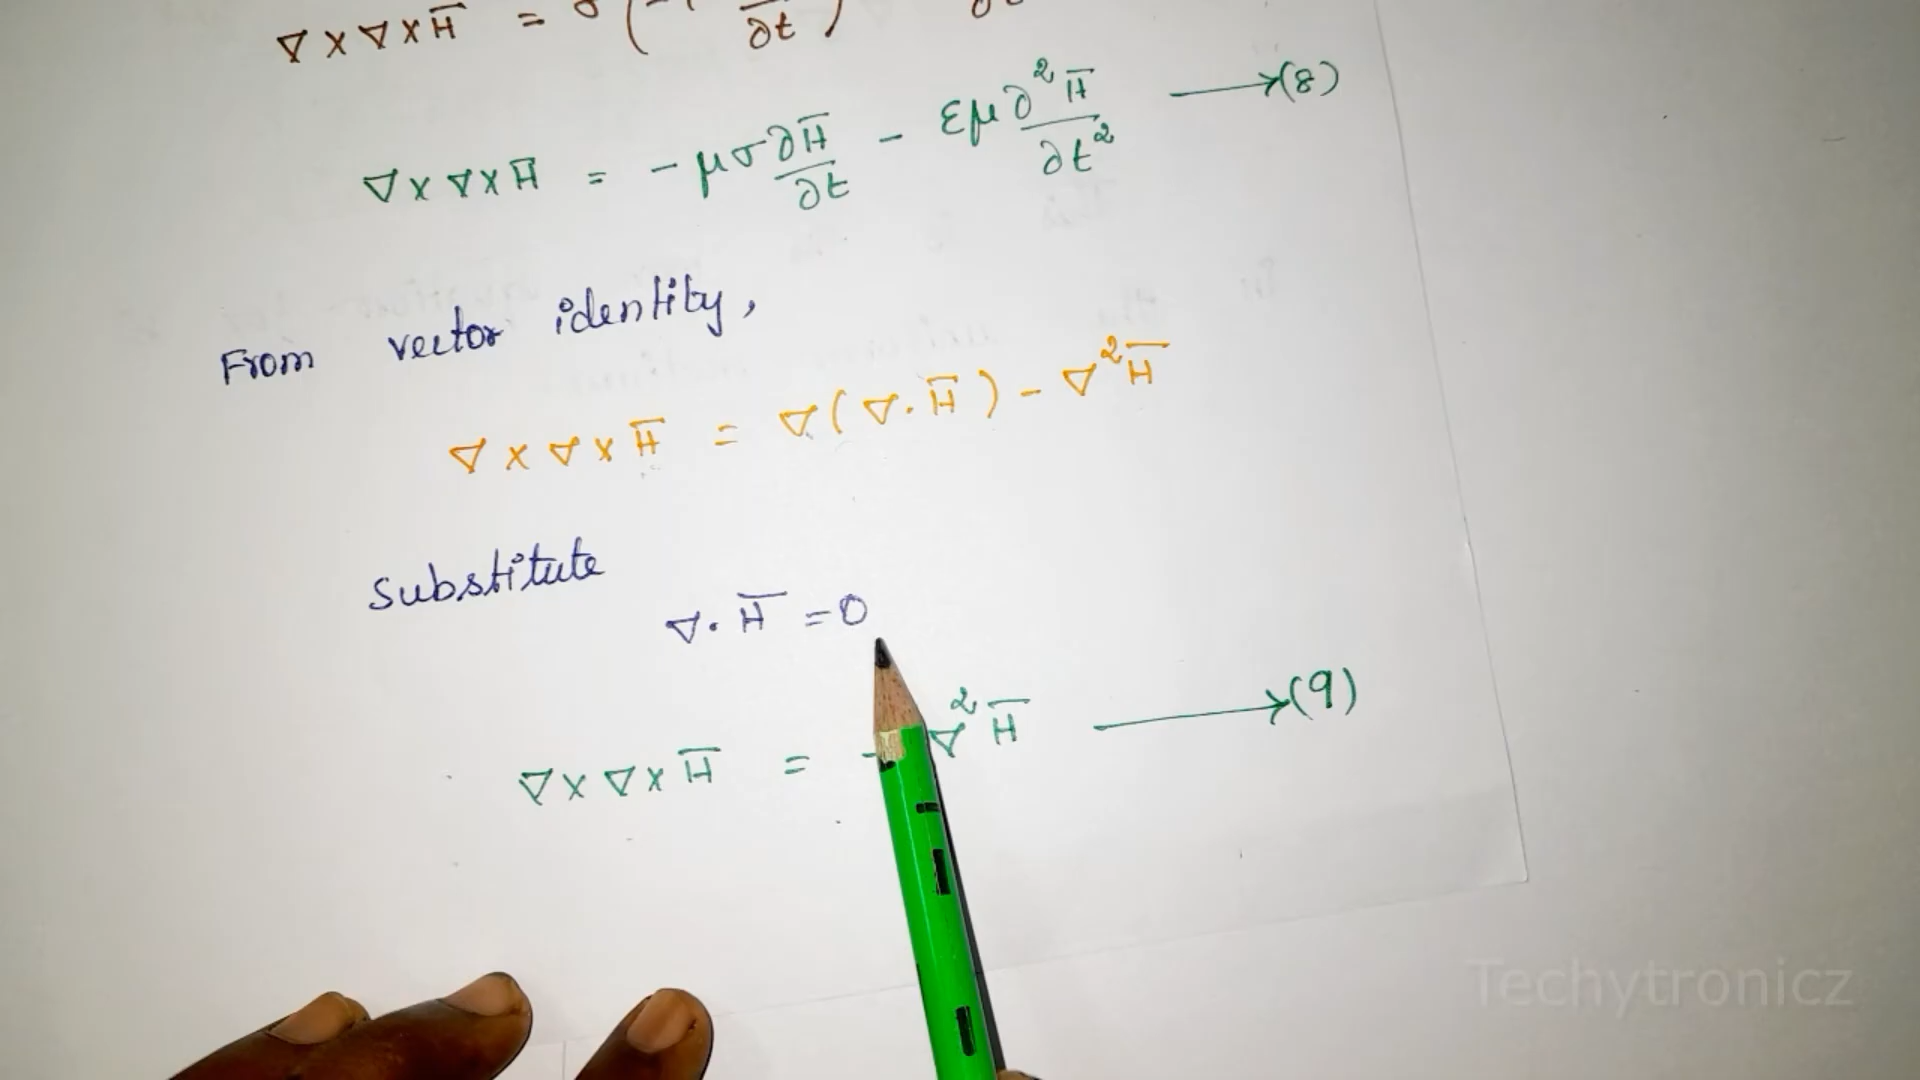 ∇×∇×H̅ = σ(- ∂t) ∂t
∇×∇×H̅ = -μσ ∂H̅/∂t - εμ ∂²H̅/∂t² ⟶(8)
From vector identity,
∇×∇×H̅ = ∇(∇.H̅) - ∇²H̅
Substitute
∇.H̅ = 0
∇×∇×H̅ = -∇²H̅ ⟶(9)
Techytronicz